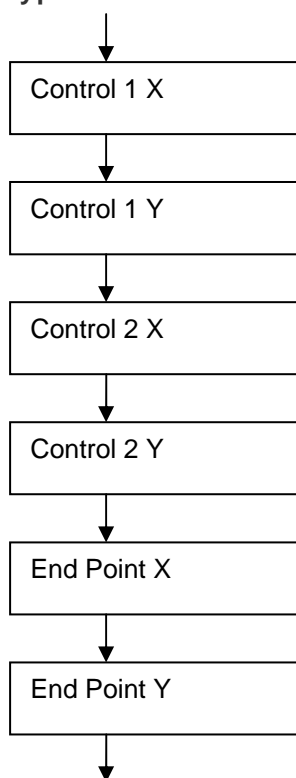 Control 1 X
Control 1 Y
Control 2 X
Control 2 Y
End Point X
End Point Y